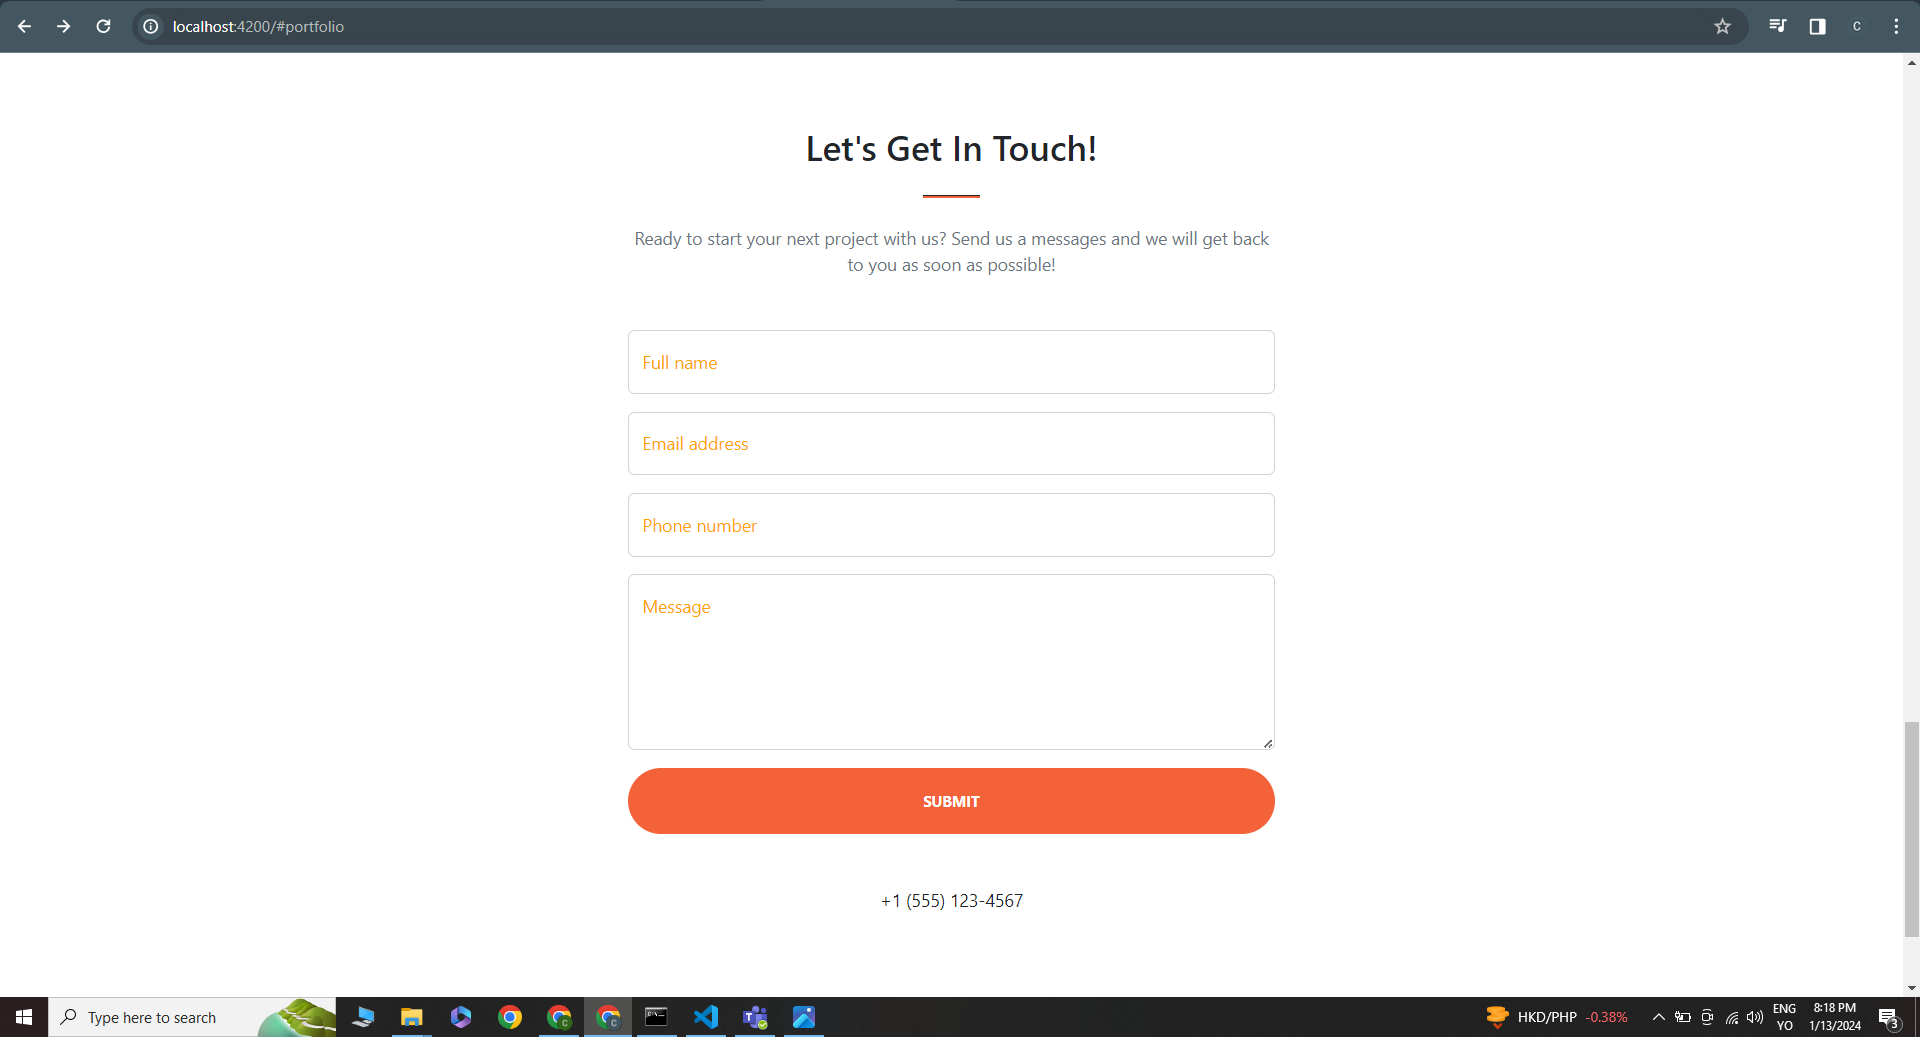 localhost:4200/#portfolio
C
Let's Get In Touch!
Ready to start your next project with us? Send us a messages and we will get back
to you as soon as possible!
Full name
Email address
Phone number
Message
SUBMIT
+1 (555) 123-4567
Type here to search
HKD/PHP -0.38%
ENG
YO
8:18 PM
1/13/2024
3